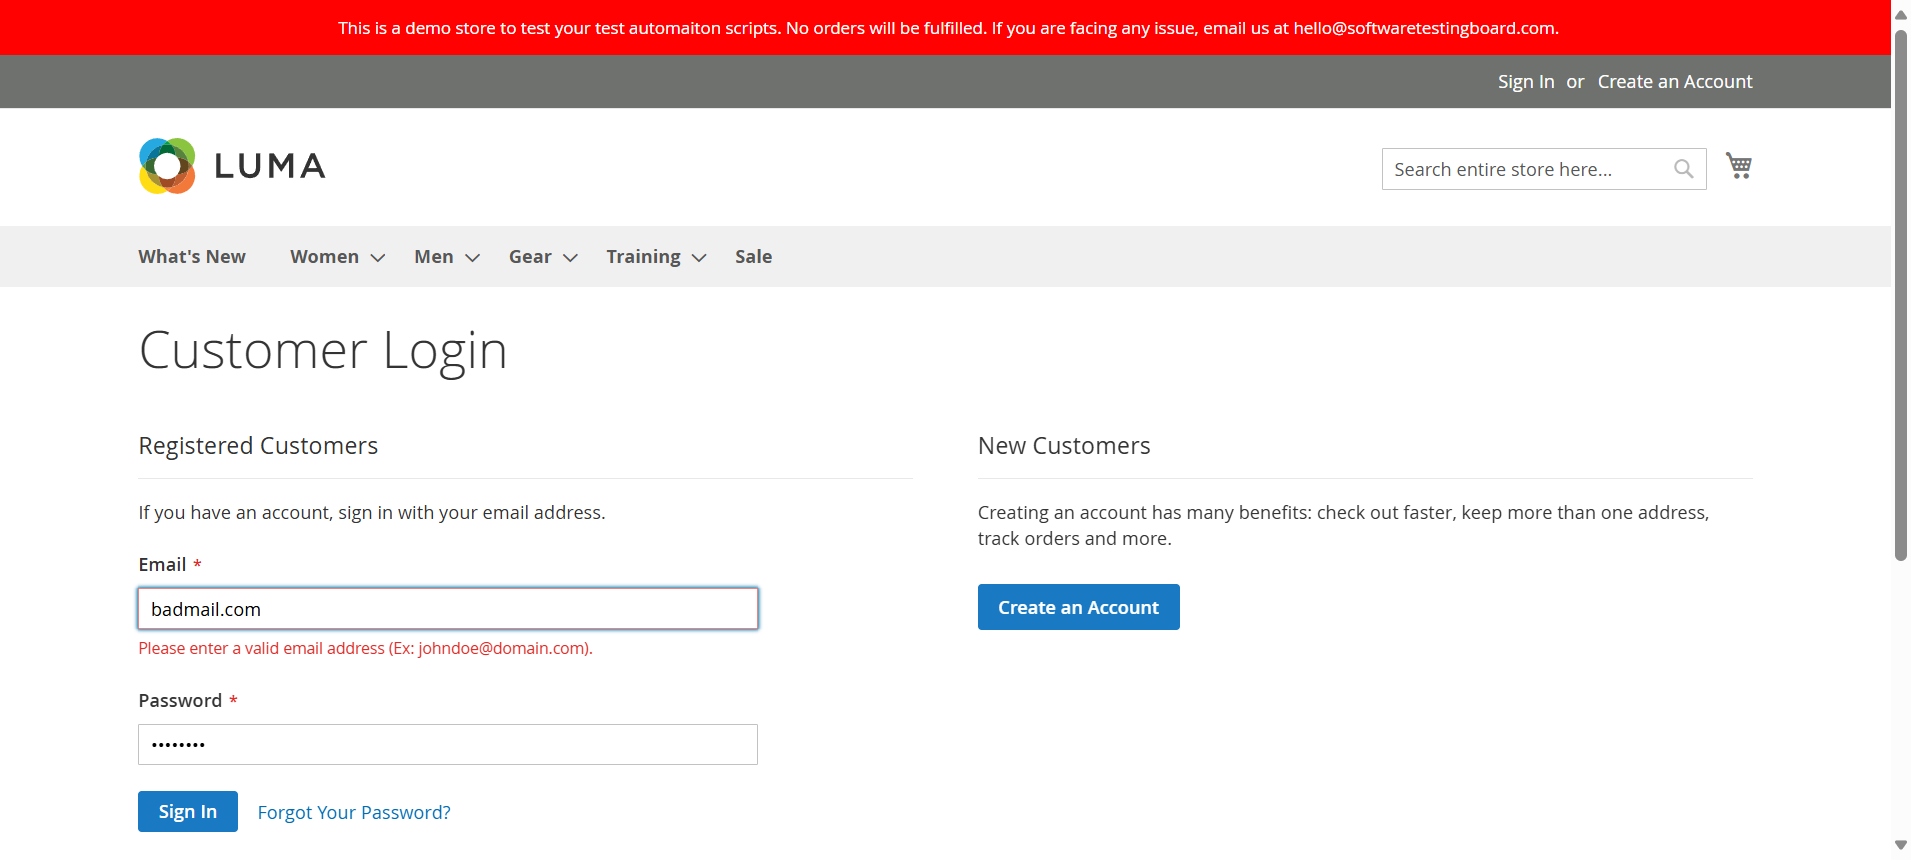 This is a demo store to test your test automaiton scripts. No orders will be fulfilled. If you are facing any issue, email us at hello@softwaretestingboard.com.
Sign In or Create an Account
LUMA
Search entire store here...
What's New Women Men Gear Training Sale
Customer Login
Registered Customers
If you have an account, sign in with your email address.
Email *
badmail.com
Please enter a valid email address (Ex: johndoe@domain.com).
Password *
••••••••
Sign In Forgot Your Password?
New Customers
Creating an account has many benefits: check out faster, keep more than one address,
track orders and more.
Create an Account